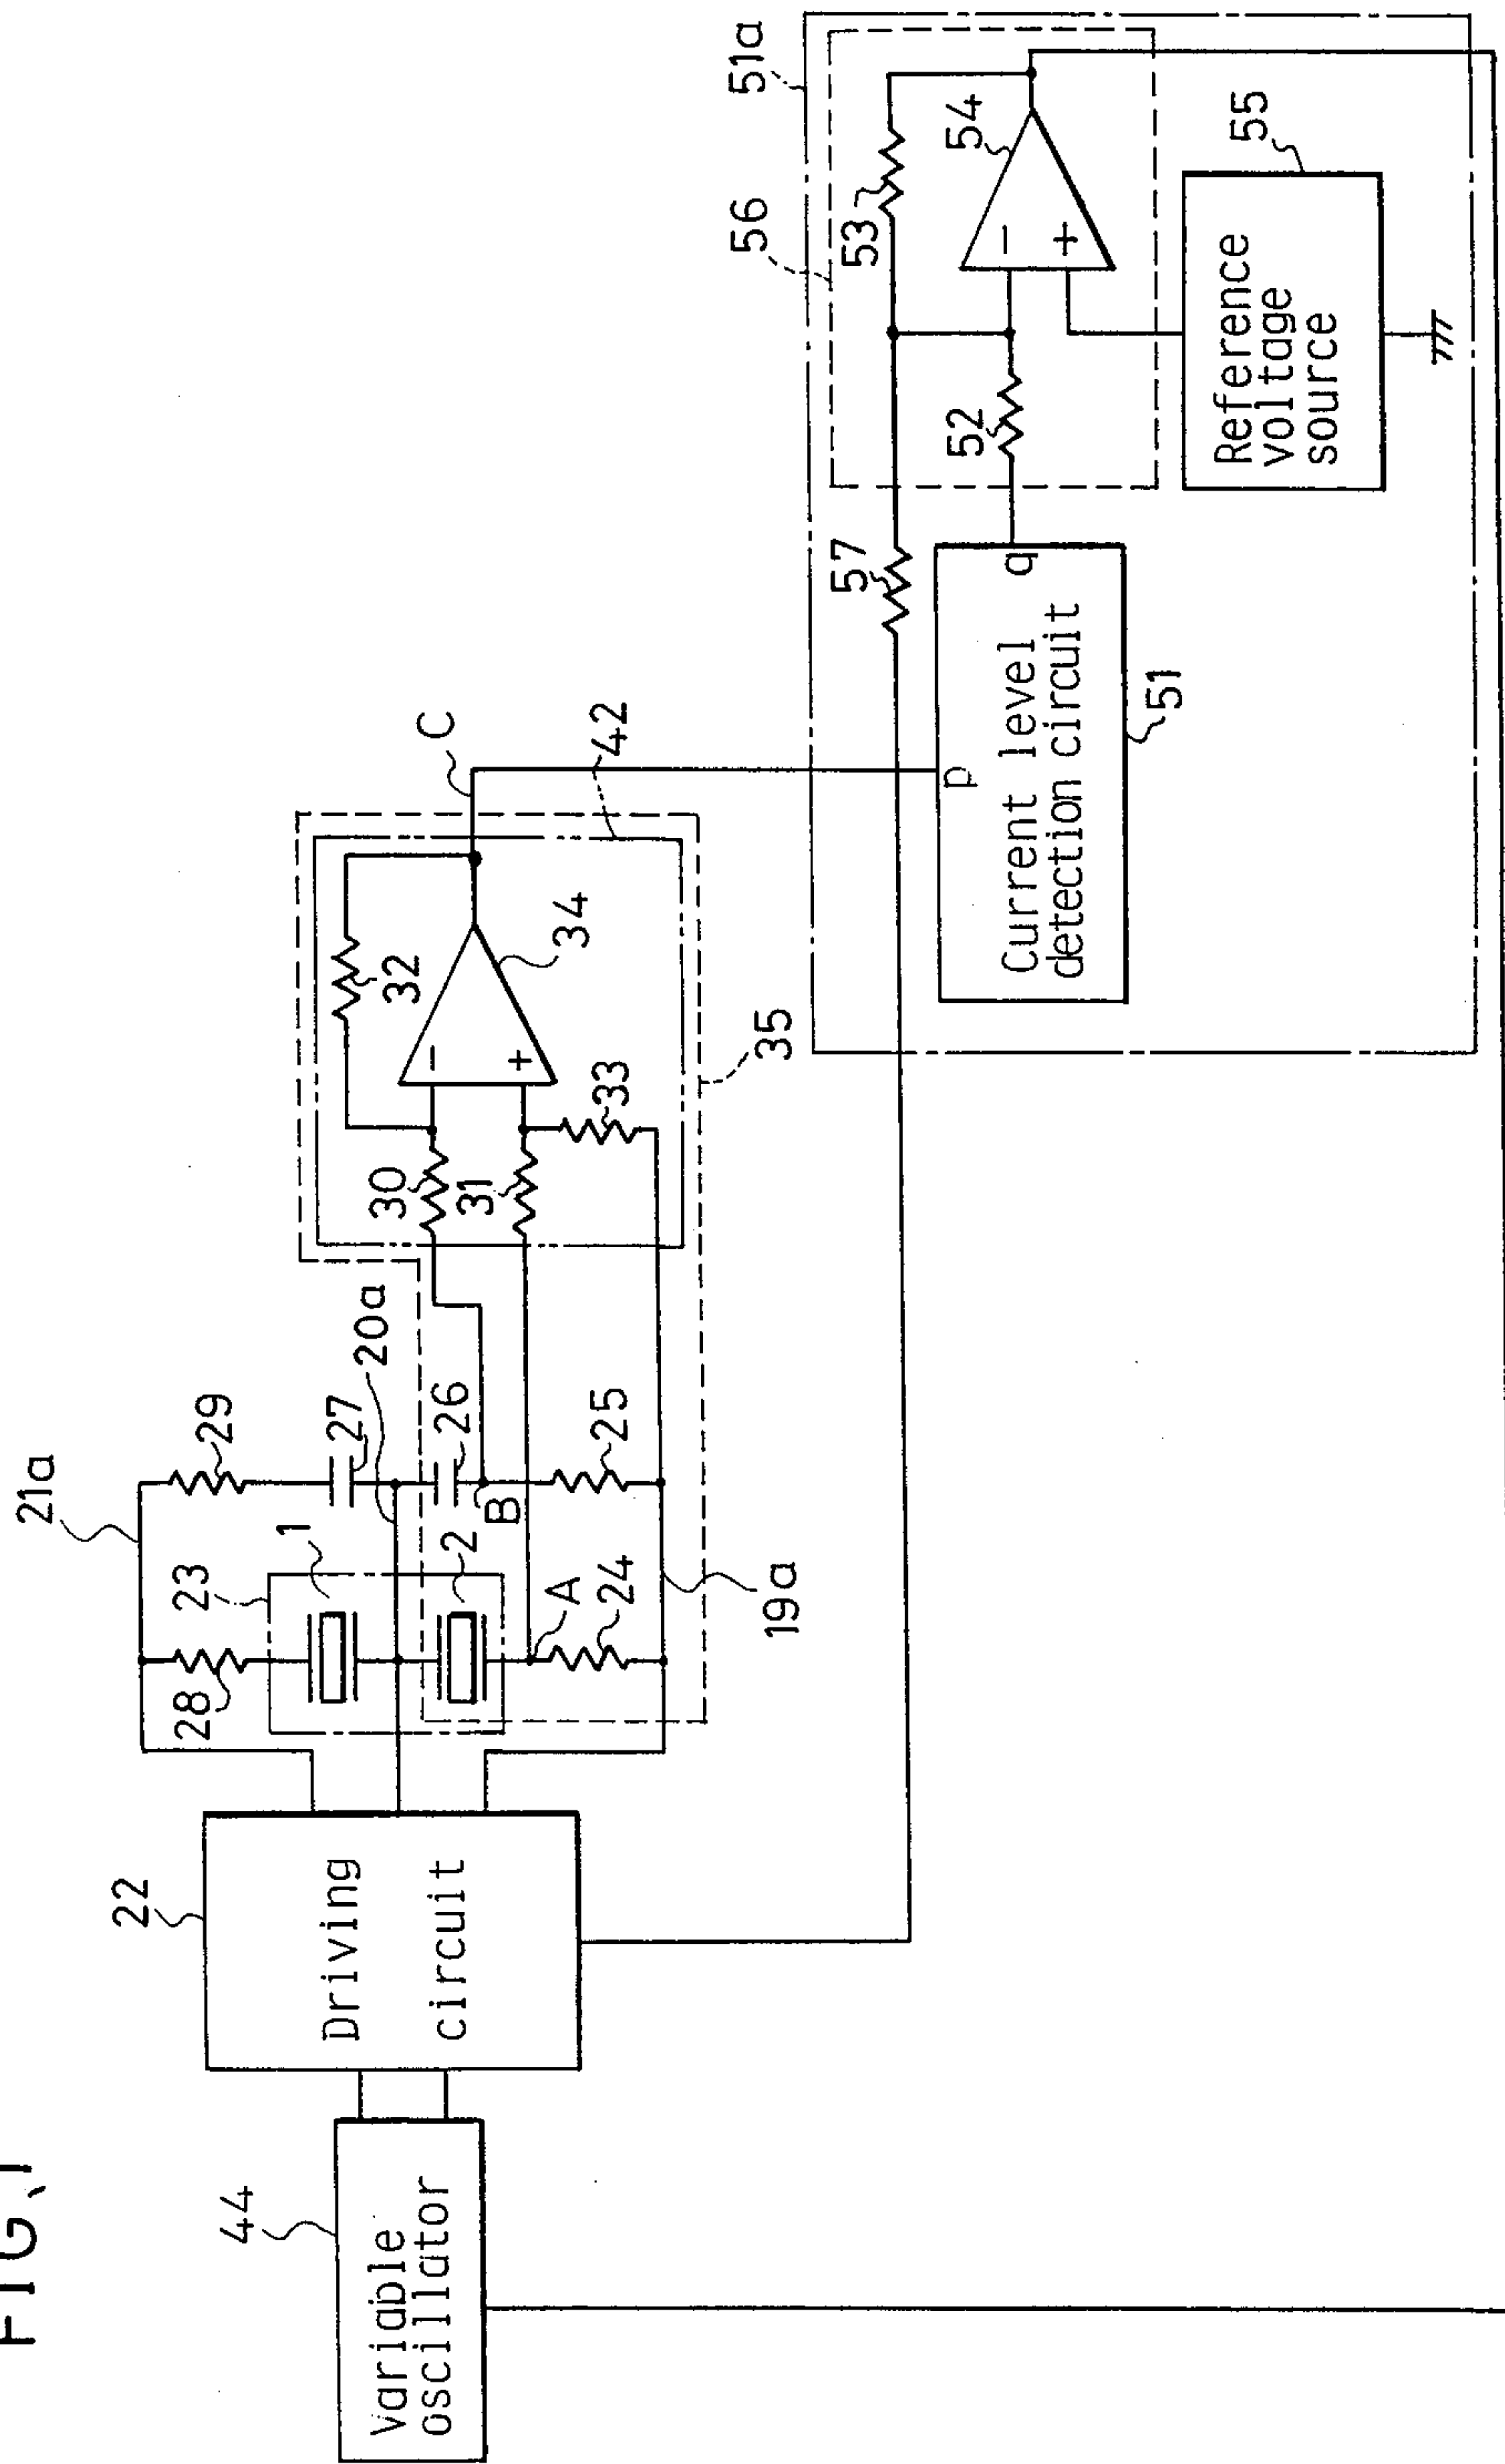 FIG. 1
21a
22
44
Variable
oscillator
Driving
circuit
28
23
1
29
27
20a
2
26
B
A
24
25
19a
30
31
32
33
34
35
42
C
51a
56
57
53
52
54
55
p
q
−
+
−
+
Current level
detection circuit
51
Reference
voltage
source